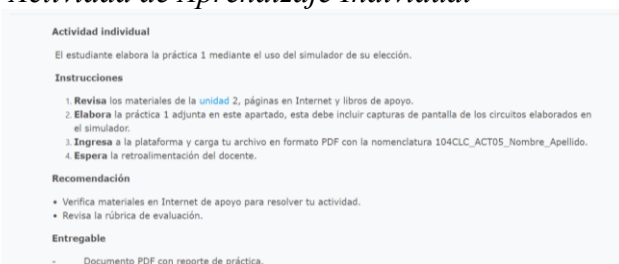 Actividad de Aprendizaje Individual
Actividad individual
El estudiante elabora la práctica 1 mediante el uso del simulador de su elección.
Instrucciones
1. Revisa los materiales de la unidad 2, páginas en Internet y libros de apoyo.
2. Elabora la práctica 1 adjunta en este apartado, esta debe incluir capturas de pantalla de los circuitos elaborados en
el simulador.
3. Ingresa a la plataforma y carga tu archivo en formato PDF con la nomenclatura 104CLC_ACT05_Nombre_Apellido.
4. Espera la retroalimentación del docente.
Recomendación
• Verifica materiales en Internet de apoyo para resolver tu actividad.
• Revisa la rúbrica de evaluación.
Entregable
- Documento PDF con reporte de práctica.